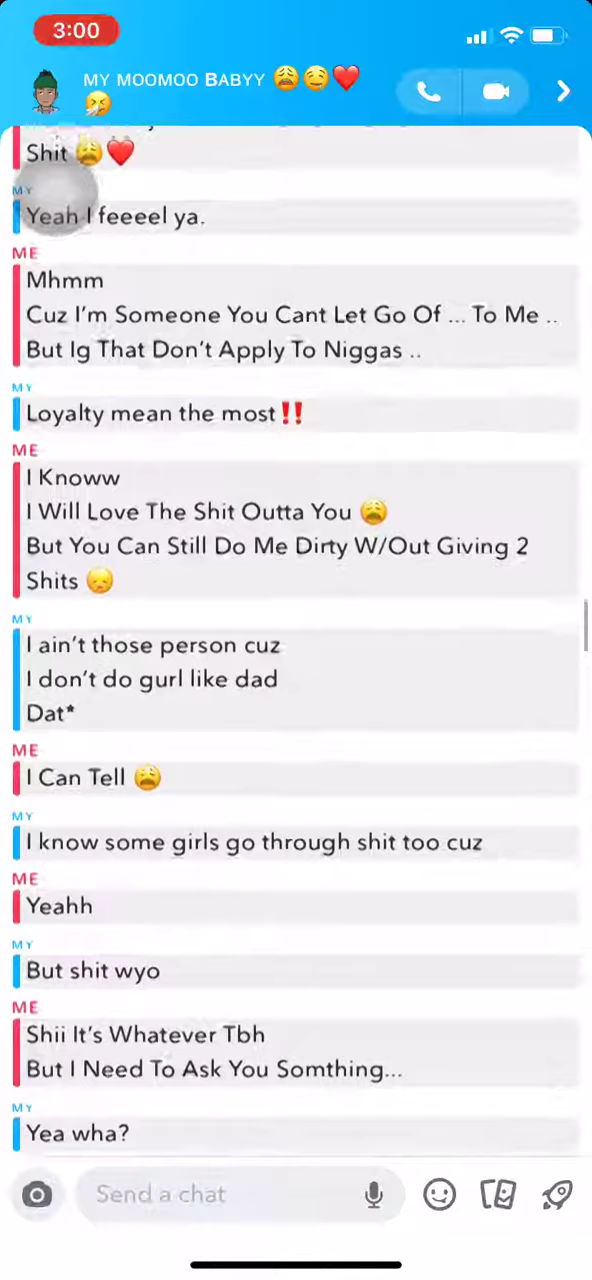 3:00
MY MOOMOO BABYY 😩🤤❤️
🤧
Shit 😩❤️
MY
Yeah I feeeel ya.
ME
Mhmm
Cuz I'm Someone You Cant Let Go Of ... To Me ..
But Ig That Don't Apply To Niggas ..
MY
Loyalty mean the most‼️
ME
I Knoww
I Will Love The Shit Outta You 😩
But You Can Still Do Me Dirty W/Out Giving 2
Shits 😞
MY
I ain't those person cuz
I don't do gurl like dad
Dat*
ME
I Can Tell 😩
MY
I know some girls go through shit too cuz
ME
Yeahh
MY
But shit wyo
ME
Shii It's Whatever Tbh
But I Need To Ask You Somthing...
MY
Yea wha?
Send a chat